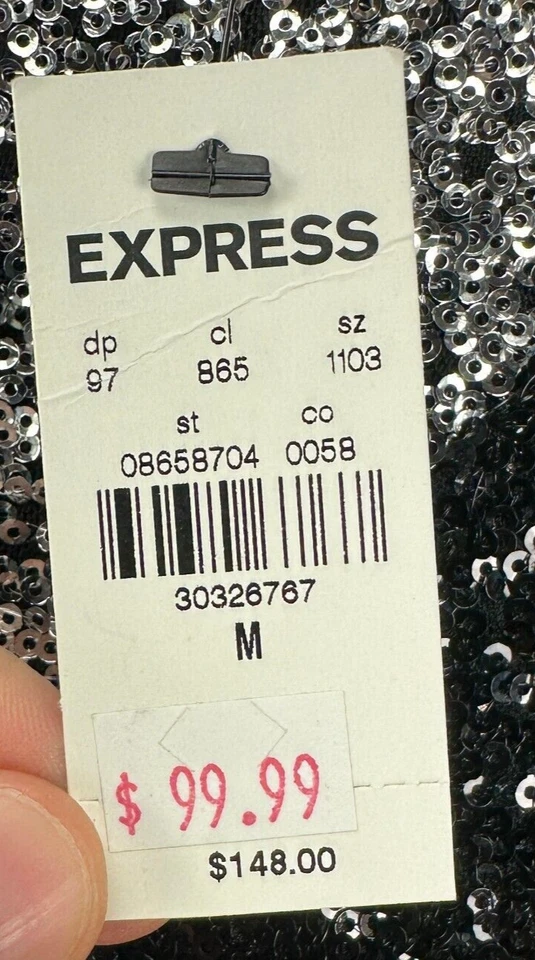 EXPRESS
dp cl sz
97 865 1103
st co
08658704 0058
30326767
M
$ 99.99
$148.00